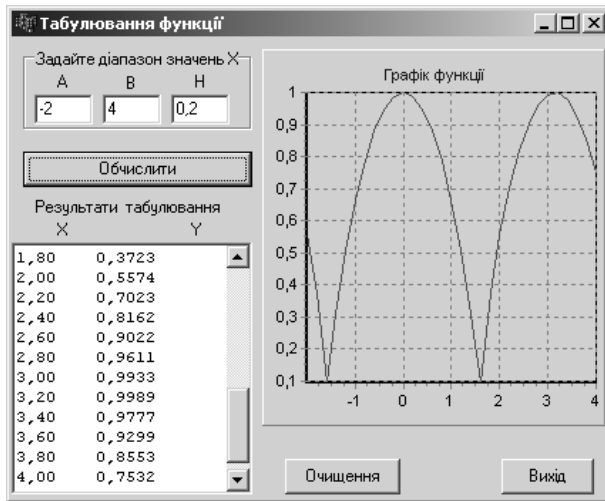 Табулювання функції
Задайте діапазон значень X
A B H
-2 4 0,2
Обчислити
Результати табулювання
X Y
1,80 0,3723
2,00 0,5574
2,20 0,7023
2,40 0,8162
2,60 0,9022
2,80 0,9611
3,00 0,9933
3,20 0,9989
3,40 0,9777
3,60 0,9299
3,80 0,8553
4,00 0,7532
Графік функції
1
0,9
0,8
0,7
0,6
0,5
0,4
0,3
0,2
0,1
-1 0 1 2 3 4
Очищення
Вихід